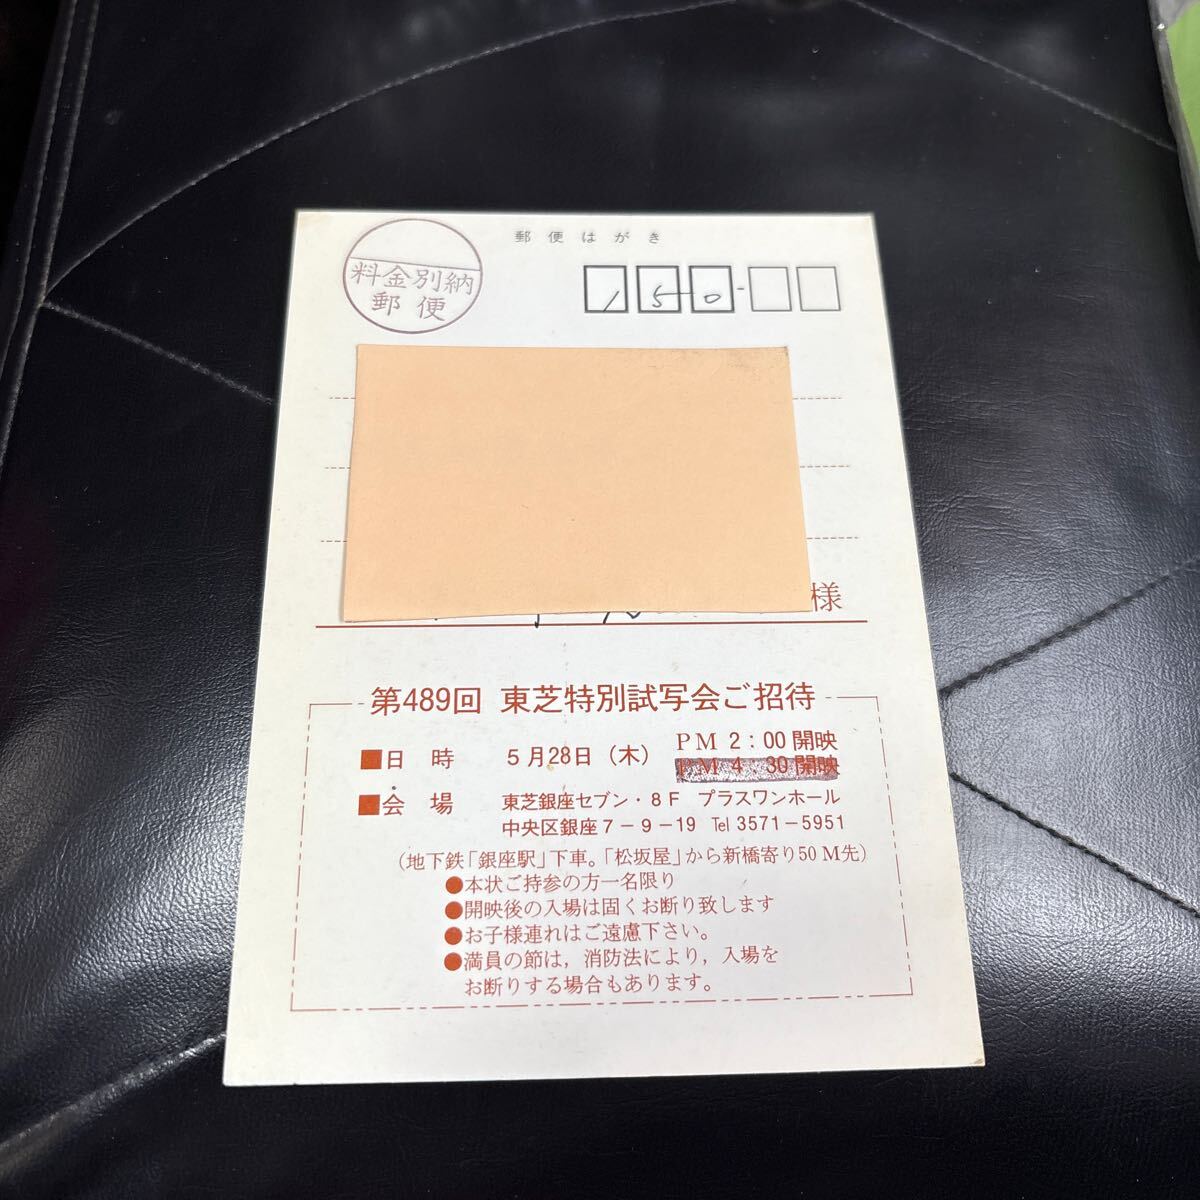 郵便はがき
料金別納
郵便
150-
様
第489回 東芝特別試写会ご招待
■日 時 5月28日（木） PM 2：00 開映
PM 4 30 開映
■会 場 東芝銀座セブン・8F プラスワンホール
中央区銀座7－9－19 Tel 3571－5951
（地下鉄「銀座駅」下車。「松坂屋」から新橋寄り50M先）
●本状ご持参の方一名限り
●開映後の入場は固くお断り致します
●お子様連れはご遠慮下さい。
●満員の節は，消防法により，入場を
お断りする場合もあります。